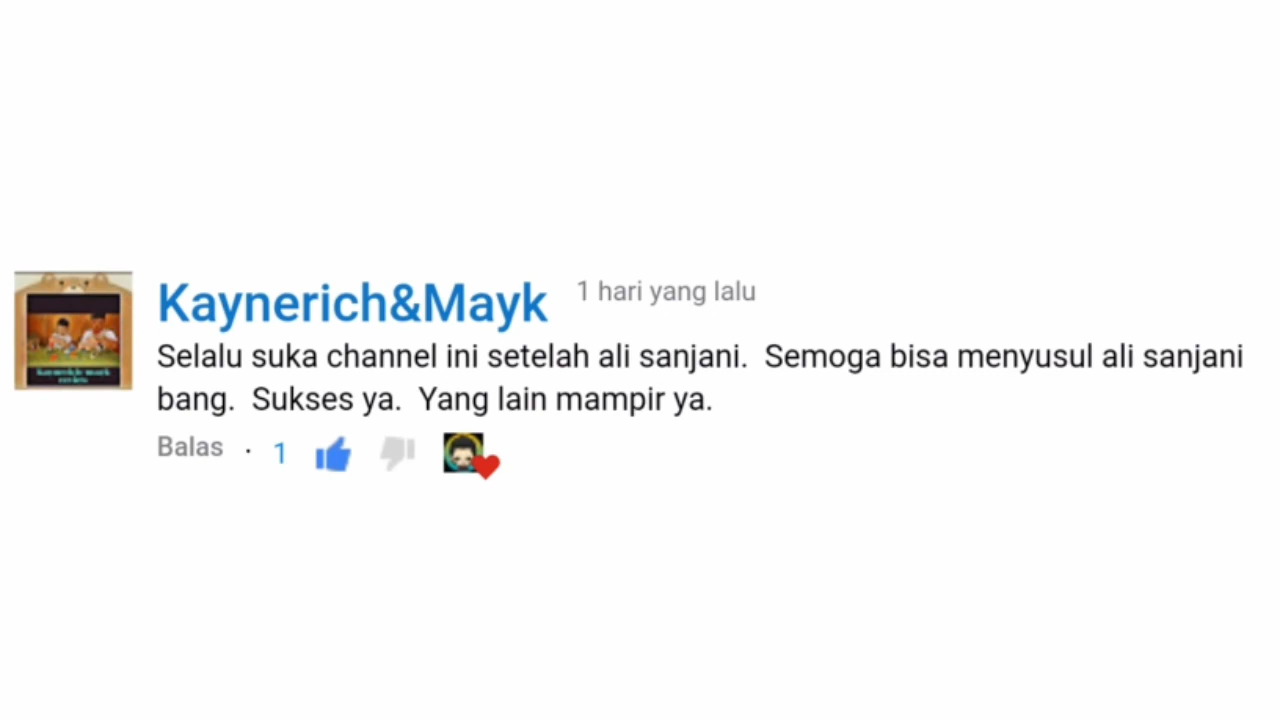 Kaynerich&Mayk 1 hari yang lalu
Selalu suka channel ini setelah ali sanjani. Semoga bisa menyusul ali sanjani
bang. Sukses ya. Yang lain mampir ya.
Balas · 1